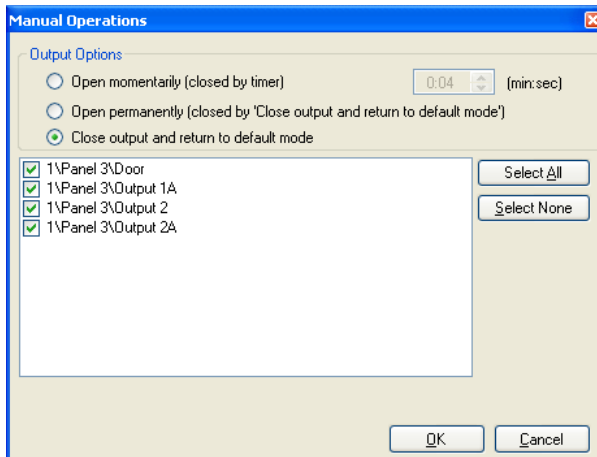 Manual Operations
Output Options
Open momentarily (closed by timer) 0:04 (min:sec)
Open permanently (closed by 'Close output and return to default mode')
Close output and return to default mode
1\Panel 3\Door
1\Panel 3\Output 1A
1\Panel 3\Output 2
1\Panel 3\Output 2A
Select All
Select None
OK Cancel